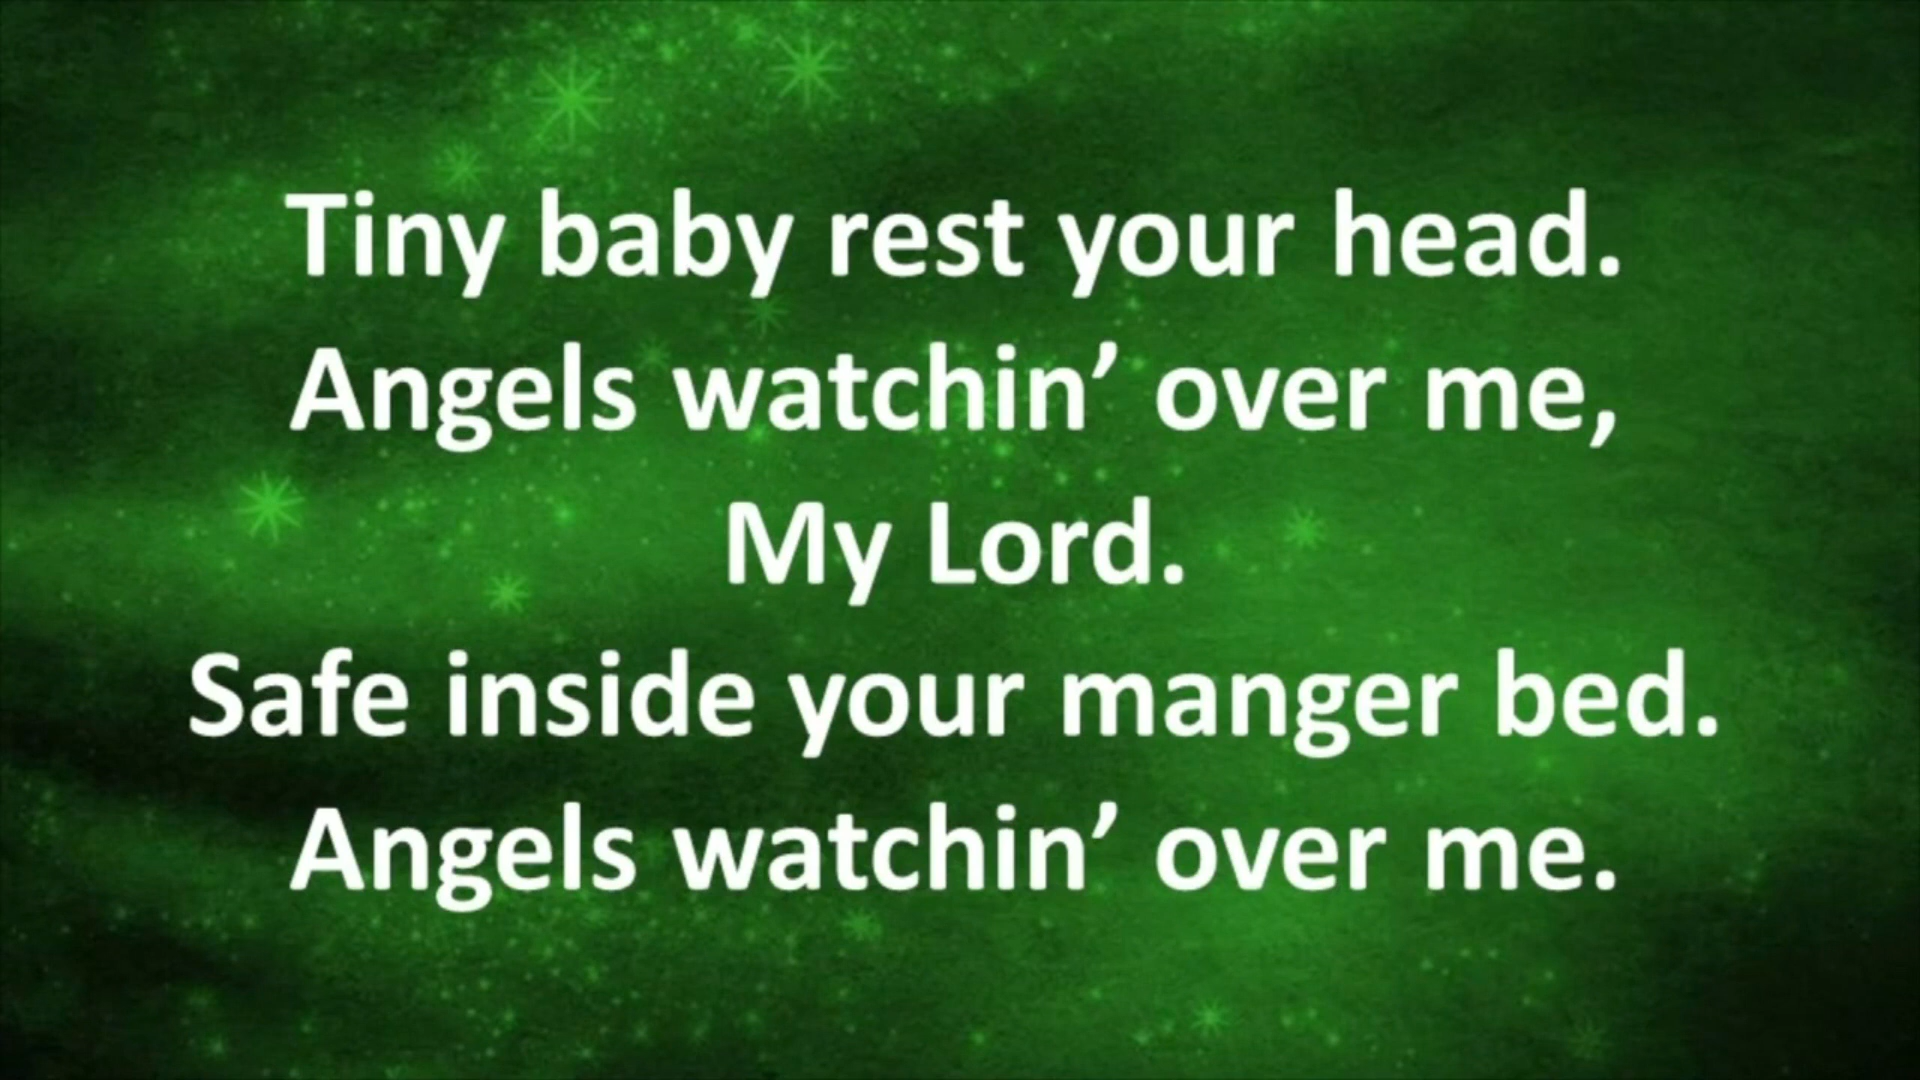 Tiny baby rest your head.
Angels watchin’ over me,
My Lord.
Safe inside your manger bed.
Angels watchin’ over me.